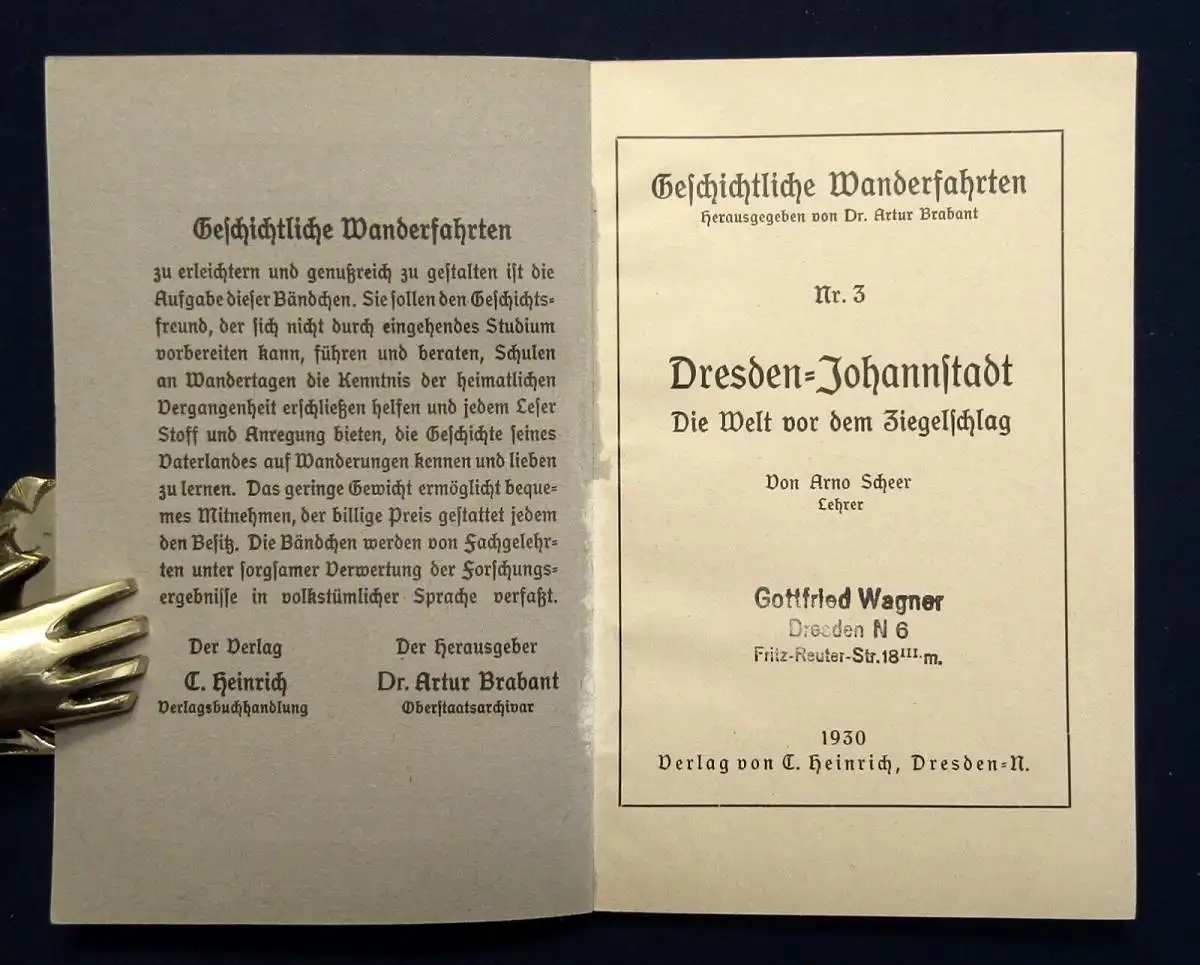 Geschichtliche Wanderfahrten
zu erleichtern und genußreich zu gestalten ist die
Aufgabe dieser Bändchen. Sie sollen den Geschichts-
freund, der sich nicht durch eingehendes Studium
vorbereiten kann, führen und beraten, Schulen
an Wandertagen die Kenntnis der heimatlichen
Vergangenheit erschließen helfen und jedem Leser
Stoff und Anregung bieten, die Geschichte seines
Vaterlandes auf Wanderungen kennen und lieben
zu lernen. Das geringe Gewicht ermöglicht beque-
mes Mitnehmen, der billige Preis gestattet jedem
den Besitz. Die Bändchen werden von Fachgelehr-
ten unter sorgsamer Verwertung der Forschungs-
ergebnisse in volkstümlicher Sprache verfaßt.
Der Verlag
C. Heinrich
Verlagsbuchhandlung
Der Herausgeber
Dr. Artur Brabant
Oberstaatsarchivar
Geschichtliche Wanderfahrten
Herausgegeben von Dr. Artur Brabant
Nr. 3
Dresden-Johannstadt
Die Welt vor dem Ziegelschlag
Von Arno Scheer
Lehrer
Gottfried Wagner
Dresden N 6
Fritz-Reuter-Str. 18III. m.
1930
Verlag von C. Heinrich, Dresden-N.